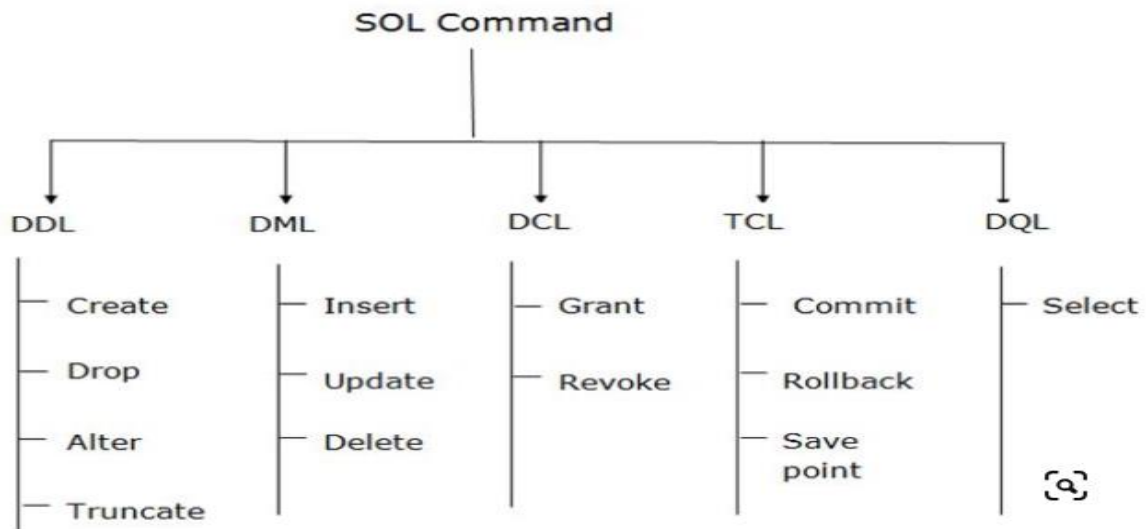 SOL Command
DDL
DML
DCL
TCL
DQL
Create
Drop
Alter
Truncate
Insert
Update
Delete
Grant
Revoke
Commit
Rollback
Save
point
Select